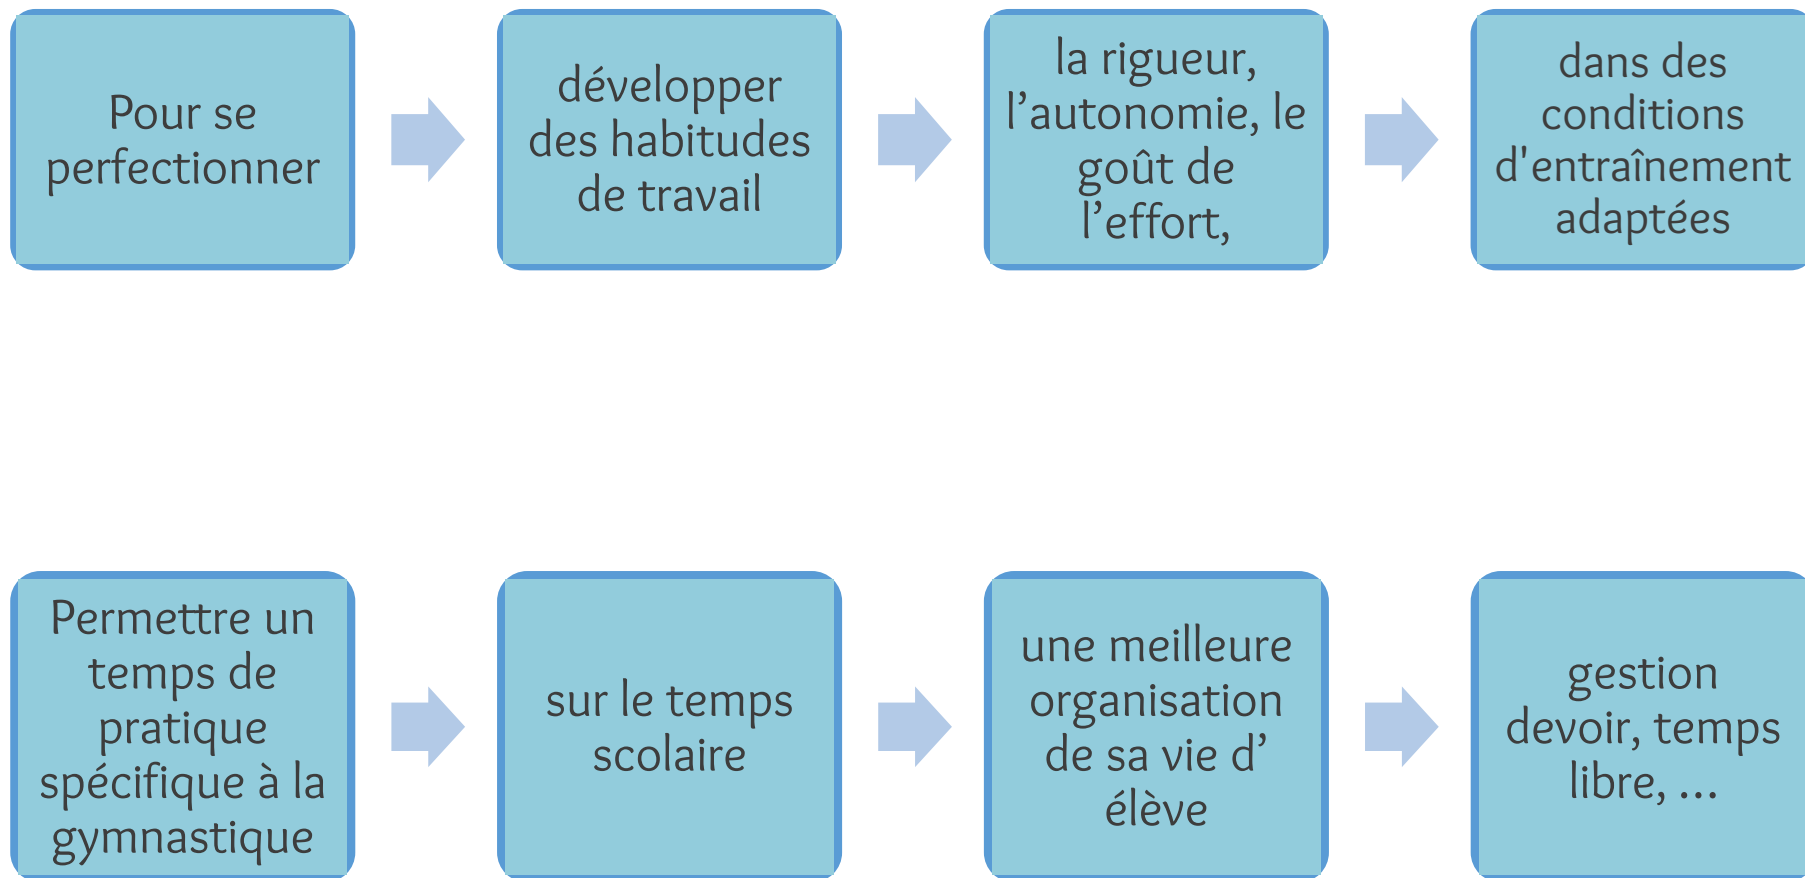 Pour se
perfectionner
développer
des habitudes
de travail
la rigueur,
l’autonomie, le
goût de
l’effort,
dans des
conditions
d'entraînement
adaptées
Permettre un
temps de
pratique
spécifique à la
gymnastique
sur le temps
scolaire
une meilleure
organisation
de sa vie d’
élève
gestion
devoir, temps
libre, …